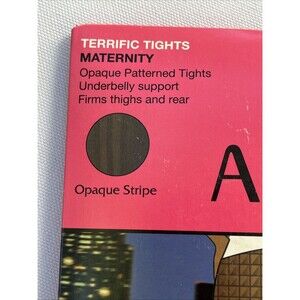 TERRIFIC TIGHTS
MATERNITY
Opaque Patterned Tights
Underbelly support
Firms thighs and rear
A
Opaque Stripe